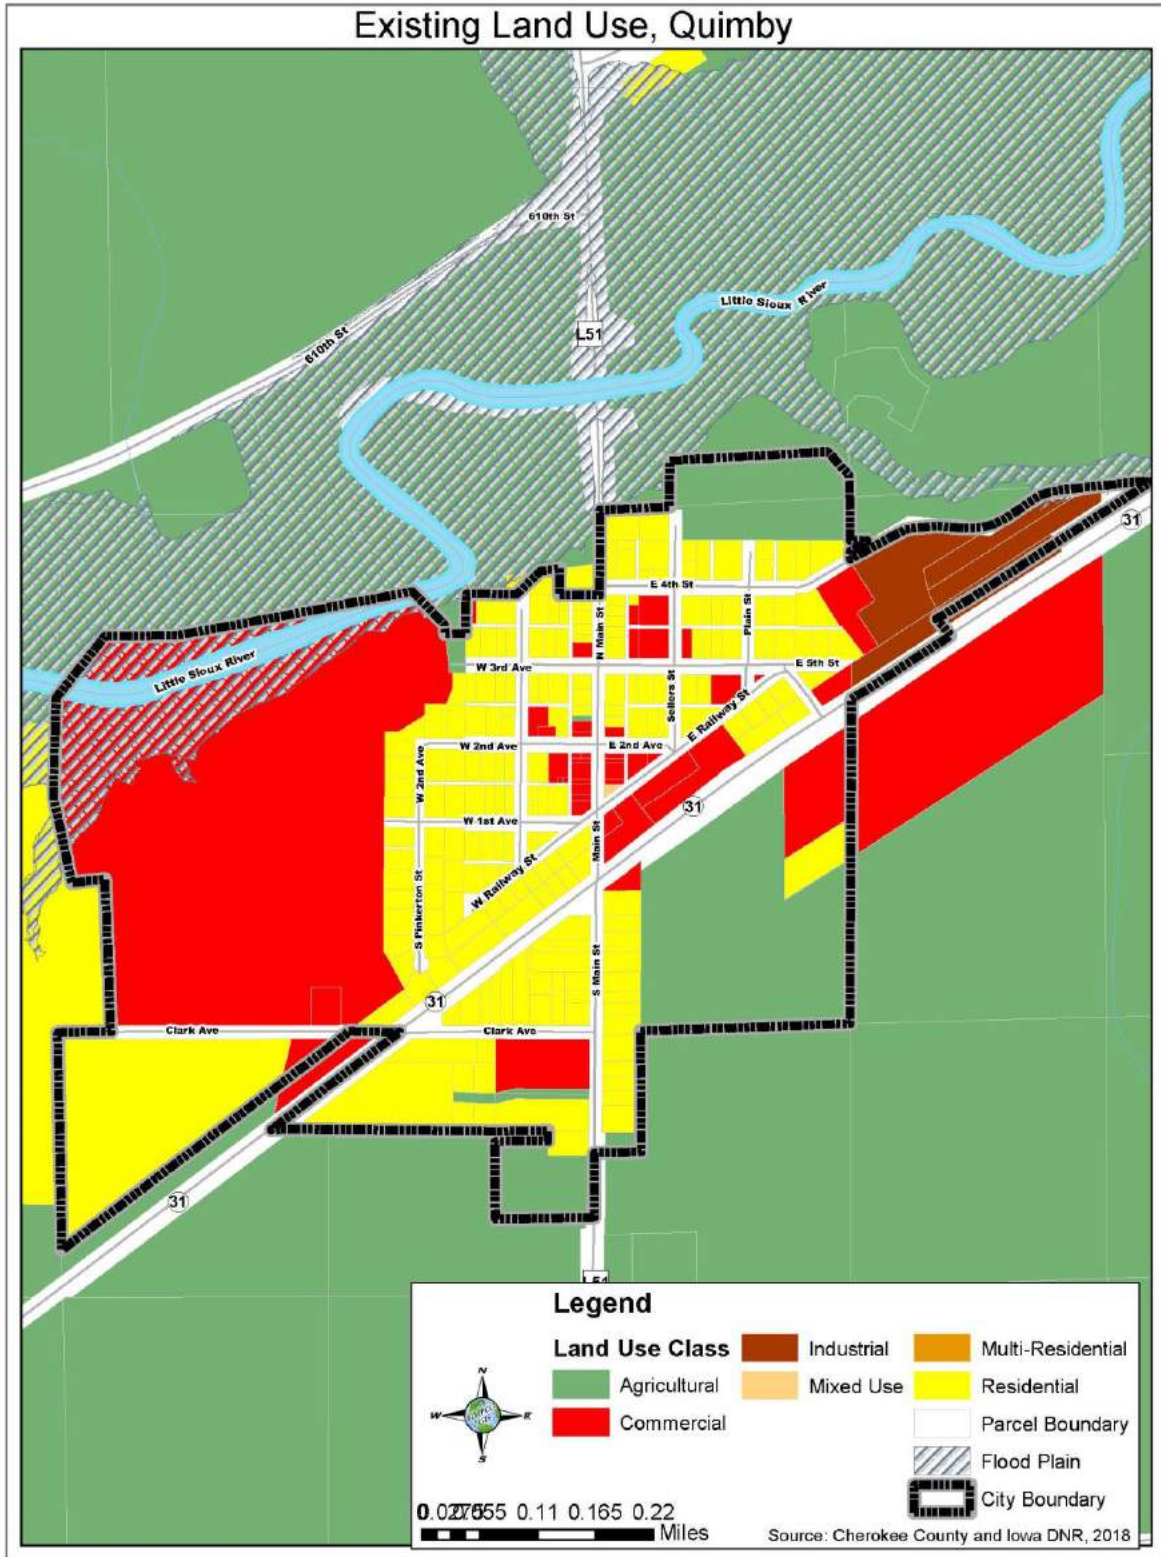 Existing Land Use, Quimby
610th St
610th St
L51
Little Sioux River
31
E 4th St
Plain St
N Main St
Little Sioux River
W 3rd Ave
E 5th St
Sellers St
E Railway St
W 2nd Ave
E 2nd Ave
W 2nd Ave
31
W 1st Ave
Main St
W Railway St
S Pinkerton St
S Main St
31
Clark Ave
Clark Ave
31
Legend
Land Use Class
Agricultural
Commercial
Industrial
Mixed Use
Multi-Residential
Residential
Parcel Boundary
Flood Plain
City Boundary
N
W
E
S
0.11 0.165 0.22
Miles
Source: Cherokee County and Iowa DNR, 2018